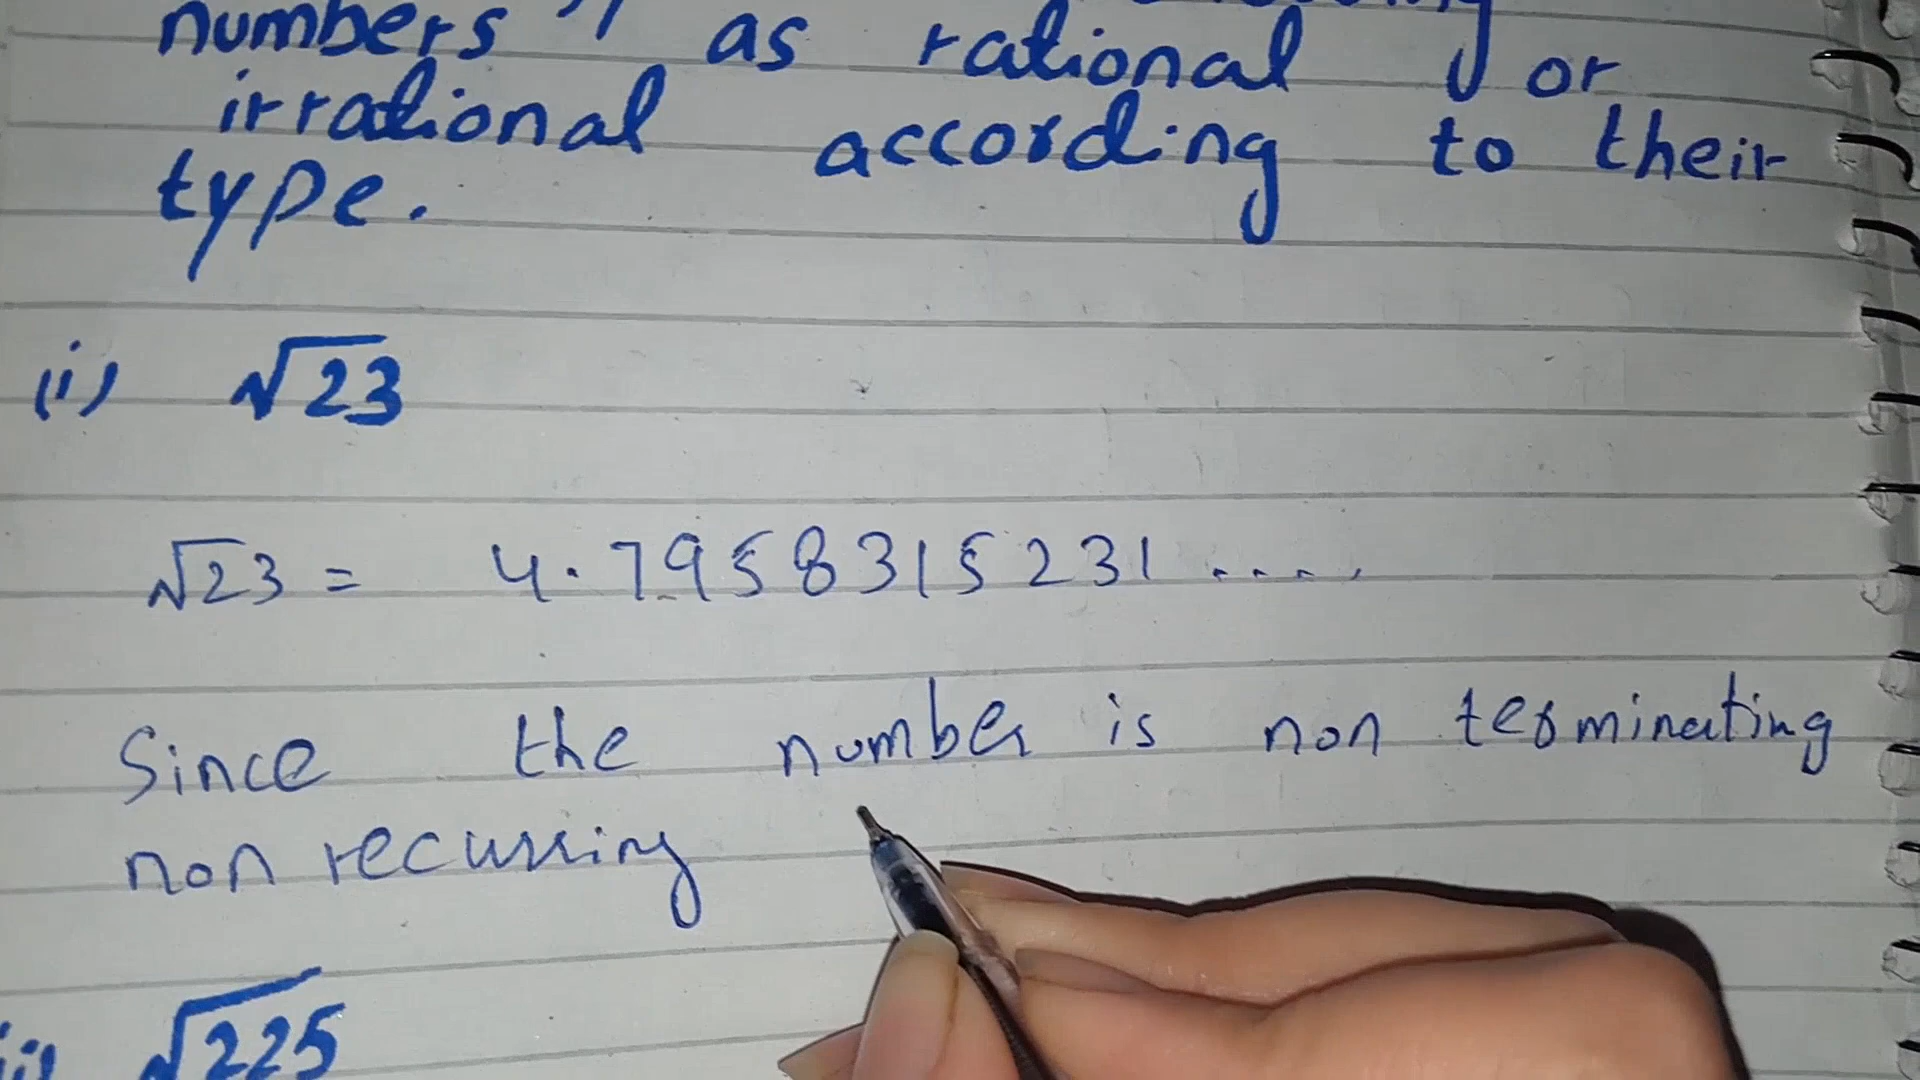 numbers as rational or
irrational according to their
type.
(i) √23
√23 = 4.7958315231 ....
Since the number is non terminating
non recurring
√225